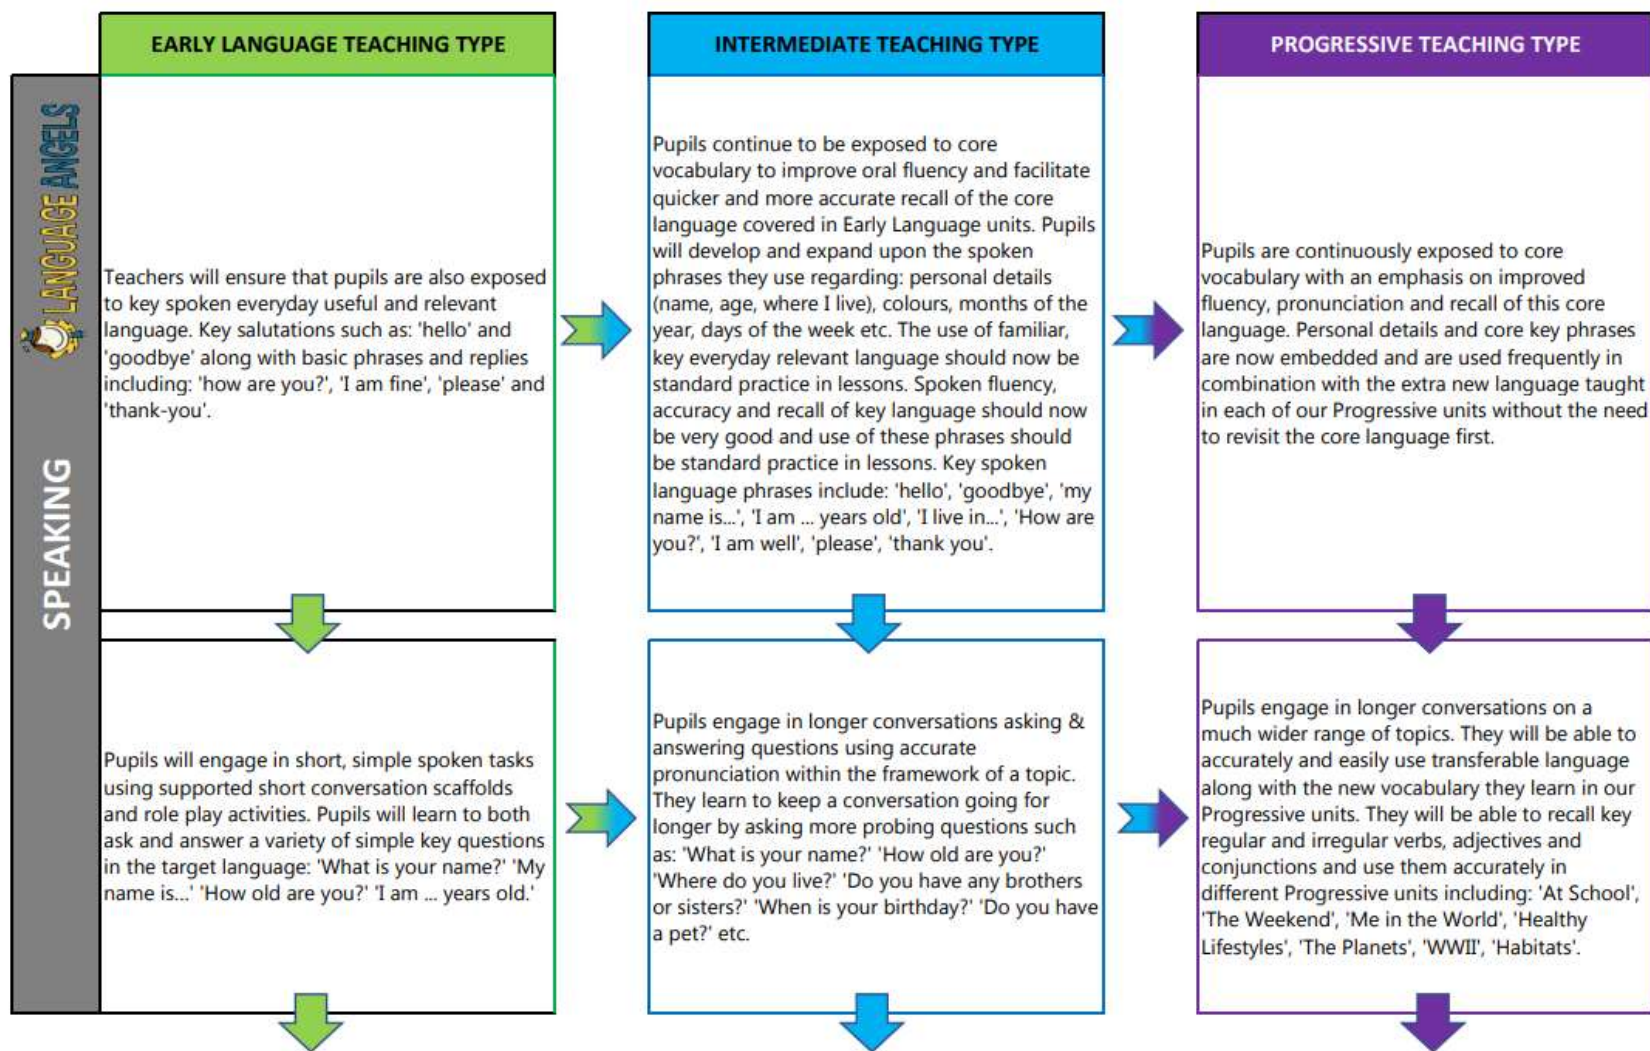 EARLY LANGUAGE TEACHING TYPE
INTERMEDIATE TEACHING TYPE
PROGRESSIVE TEACHING TYPE
LANGUAGE ANGELS
SPEAKING
Teachers will ensure that pupils are also exposed
to key spoken everyday useful and relevant
language. Key salutations such as: 'hello' and
'goodbye' along with basic phrases and replies
including: 'how are you?', 'I am fine', 'please' and
'thank-you'.
Pupils continue to be exposed to core
vocabulary to improve oral fluency and facilitate
quicker and more accurate recall of the core
language covered in Early Language units. Pupils
will develop and expand upon the spoken
phrases they use regarding: personal details
(name, age, where I live), colours, months of the
year, days of the week etc. The use of familiar,
key everyday relevant language should now be
standard practice in lessons. Spoken fluency,
accuracy and recall of key language should now
be very good and use of these phrases should
be standard practice in lessons. Key spoken
language phrases include: 'hello', 'goodbye', 'my
name is...', 'I am ... years old', 'I live in...', 'How are
you?', 'I am well', 'please', 'thank you'.
Pupils are continuously exposed to core
vocabulary with an emphasis on improved
fluency, pronunciation and recall of this core
language. Personal details and core key phrases
are now embedded and are used frequently in
combination with the extra new language taught
in each of our Progressive units without the need
to revisit the core language first.
Pupils will engage in short, simple spoken tasks
using supported short conversation scaffolds
and role play activities. Pupils will learn to both
ask and answer a variety of simple key questions
in the target language: 'What is your name?' 'My
name is...' 'How old are you?' 'I am ... years old.'
Pupils engage in longer conversations asking &
answering questions using accurate
pronunciation within the framework of a topic.
They learn to keep a conversation going for
longer by asking more probing questions such
as: 'What is your name?' 'How old are you?'
'Where do you live?' 'Do you have any brothers
or sisters?' 'When is your birthday?' 'Do you have
a pet?' etc.
Pupils engage in longer conversations on a
much wider range of topics. They will be able to
accurately and easily use transferable language
along with the new vocabulary they learn in our
Progressive units. They will be able to recall key
regular and irregular verbs, adjectives and
conjunctions and use them accurately in
different Progressive units including: 'At School',
'The Weekend', 'Me in the World', 'Healthy
Lifestyles', 'The Planets', 'WWII', 'Habitats'.